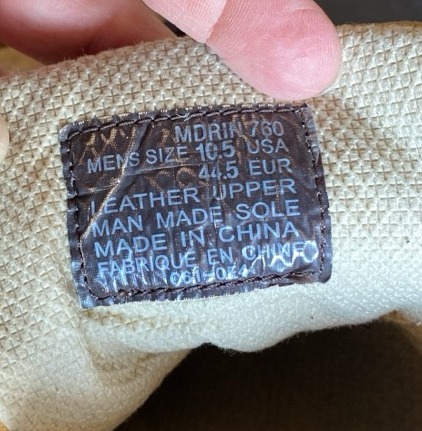 MDRIN 760
MENS SIZE 10.5 USA
44.5 EUR
LEATHER UPPER
MAN MADE SOLE
MADE IN CHINA
FABRIQUE EN CHINE